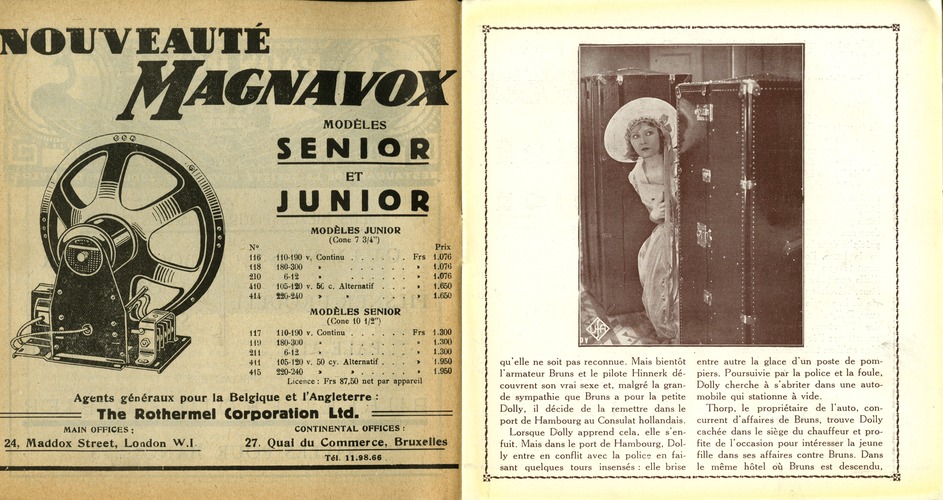 NOUVEAUTÉ
MAGNAVOX
MODÈLES
SENIOR
ET
JUNIOR
MODÈLES JUNIOR
(Cone 7 3/4")
Nº Prix
116 110-190 v. Continu . . . . . . Frs 1.076
118 180-300 » . . . . . . » 1.076
210 6-12 » . . . . . . » 1.076
410 105-120 v. 50 c. Alternatif . . . . » 1.650
414 220-240 » » . . . . » 1.650
MODÈLES SENIOR
(Cone 10 1/2")
117 110-190 v. Continu . . . . . . Frs 1.300
119 180-300 » . . . . . . » 1.300
211 6-12 » . . . . . . » 1.300
411 105-120 v. 50 cy. Alternatif . . . . » 1.950
415 220-240 » » . . . . » 1.950
Licence : Frs 87,50 net par appareil
Agents généraux pour la Belgique et l'Angleterre :
The Rothermel Corporation Ltd.
MAIN OFFICES :
24, Maddox Street, London W.I.
CONTINENTAL OFFICES :
27. Quai du Commerce, Bruxelles
Tél. 11.98.66
UFA
qu'elle ne soit pas reconnue. Mais bientôt
l'armateur Bruns et le pilote Hinnerk dé-
couvrent son vrai sexe et, malgré la gran-
de sympathie que Bruns a pour la petite
Dolly, il décide de la remettre dans le
port de Hambourg au Consulat hollandais.
Lorsque Dolly apprend cela, elle s'en-
fuit. Mais dans le port de Hambourg, Dol-
ly entre en conflit avec la police en fai-
sant quelques tours insensés : elle brise
entre autre la glace d'un poste de pom-
piers. Poursuivie par la police et la foule,
Dolly cherche à s'abriter dans une auto-
mobile qui stationne à vide.
Thorp, le propriétaire de l'auto, con-
current d'affaires de Bruns, trouve Dolly
cachée dans le siège du chauffeur et pro-
fite de l'occasion pour intéresser la jeune
fille dans ses affaires contre Bruns. Dans
le même hôtel où Bruns est descendu,